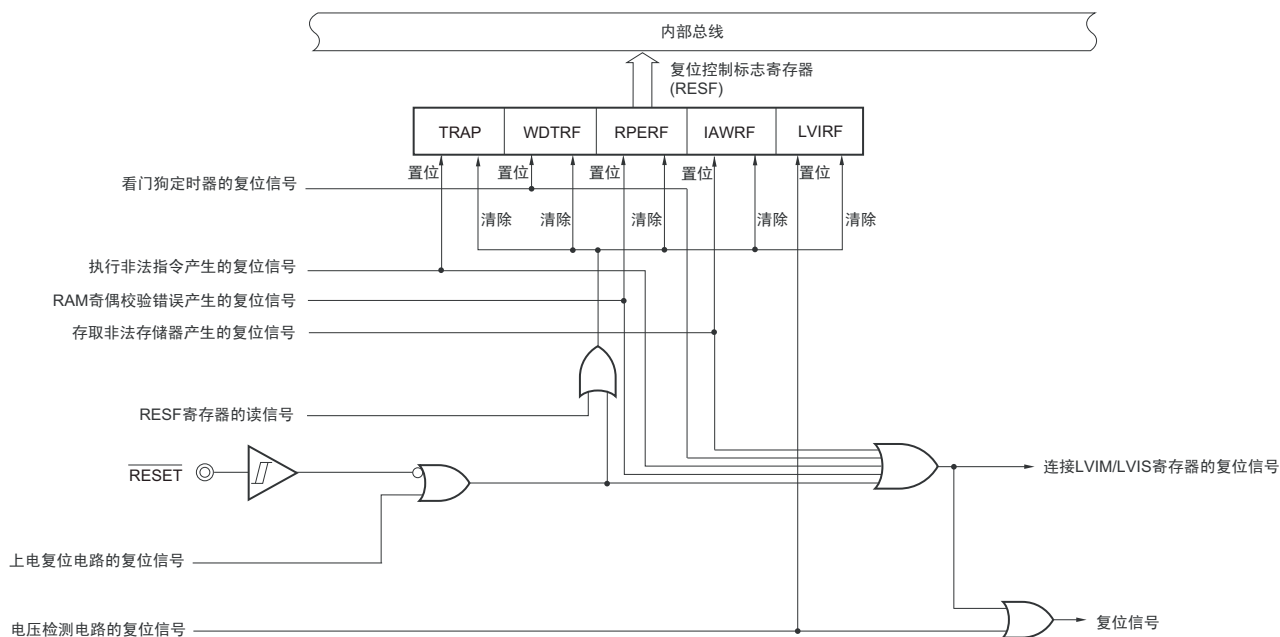 内部总线
复位控制标志寄存器
(RESF)
TRAP WDTRF RPERF IAWRF LVIRF
置位 置位 置位 置位 置位
看门狗定时器的复位信号
清除 清除 清除 清除 清除
执行非法指令产生的复位信号
RAM奇偶校验错误产生的复位信号
存取非法存储器产生的复位信号
RESF寄存器的读信号
RESET
连接LVIM/LVIS寄存器的复位信号
上电复位电路的复位信号
电压检测电路的复位信号
复位信号